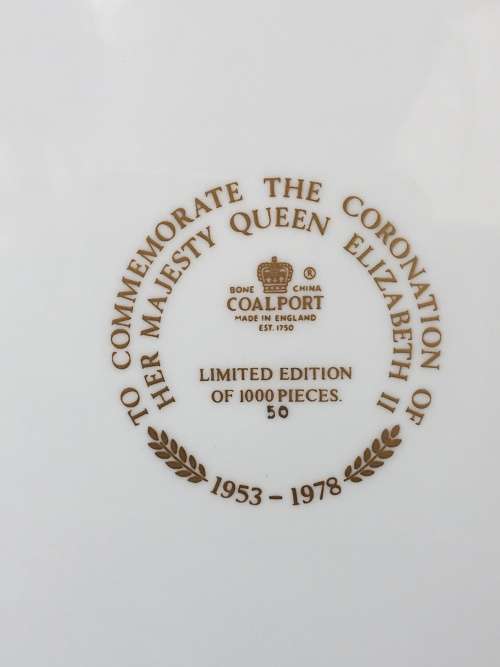 TO COMMEMORATE THE CORONATION OF
HER MAJESTY QUEEN ELIZABETH II
®
BONE CHINA
COALPORT
MADE IN ENGLAND
EST. 1750
LIMITED EDITION
OF 1000 PIECES.
50
1953 – 1978